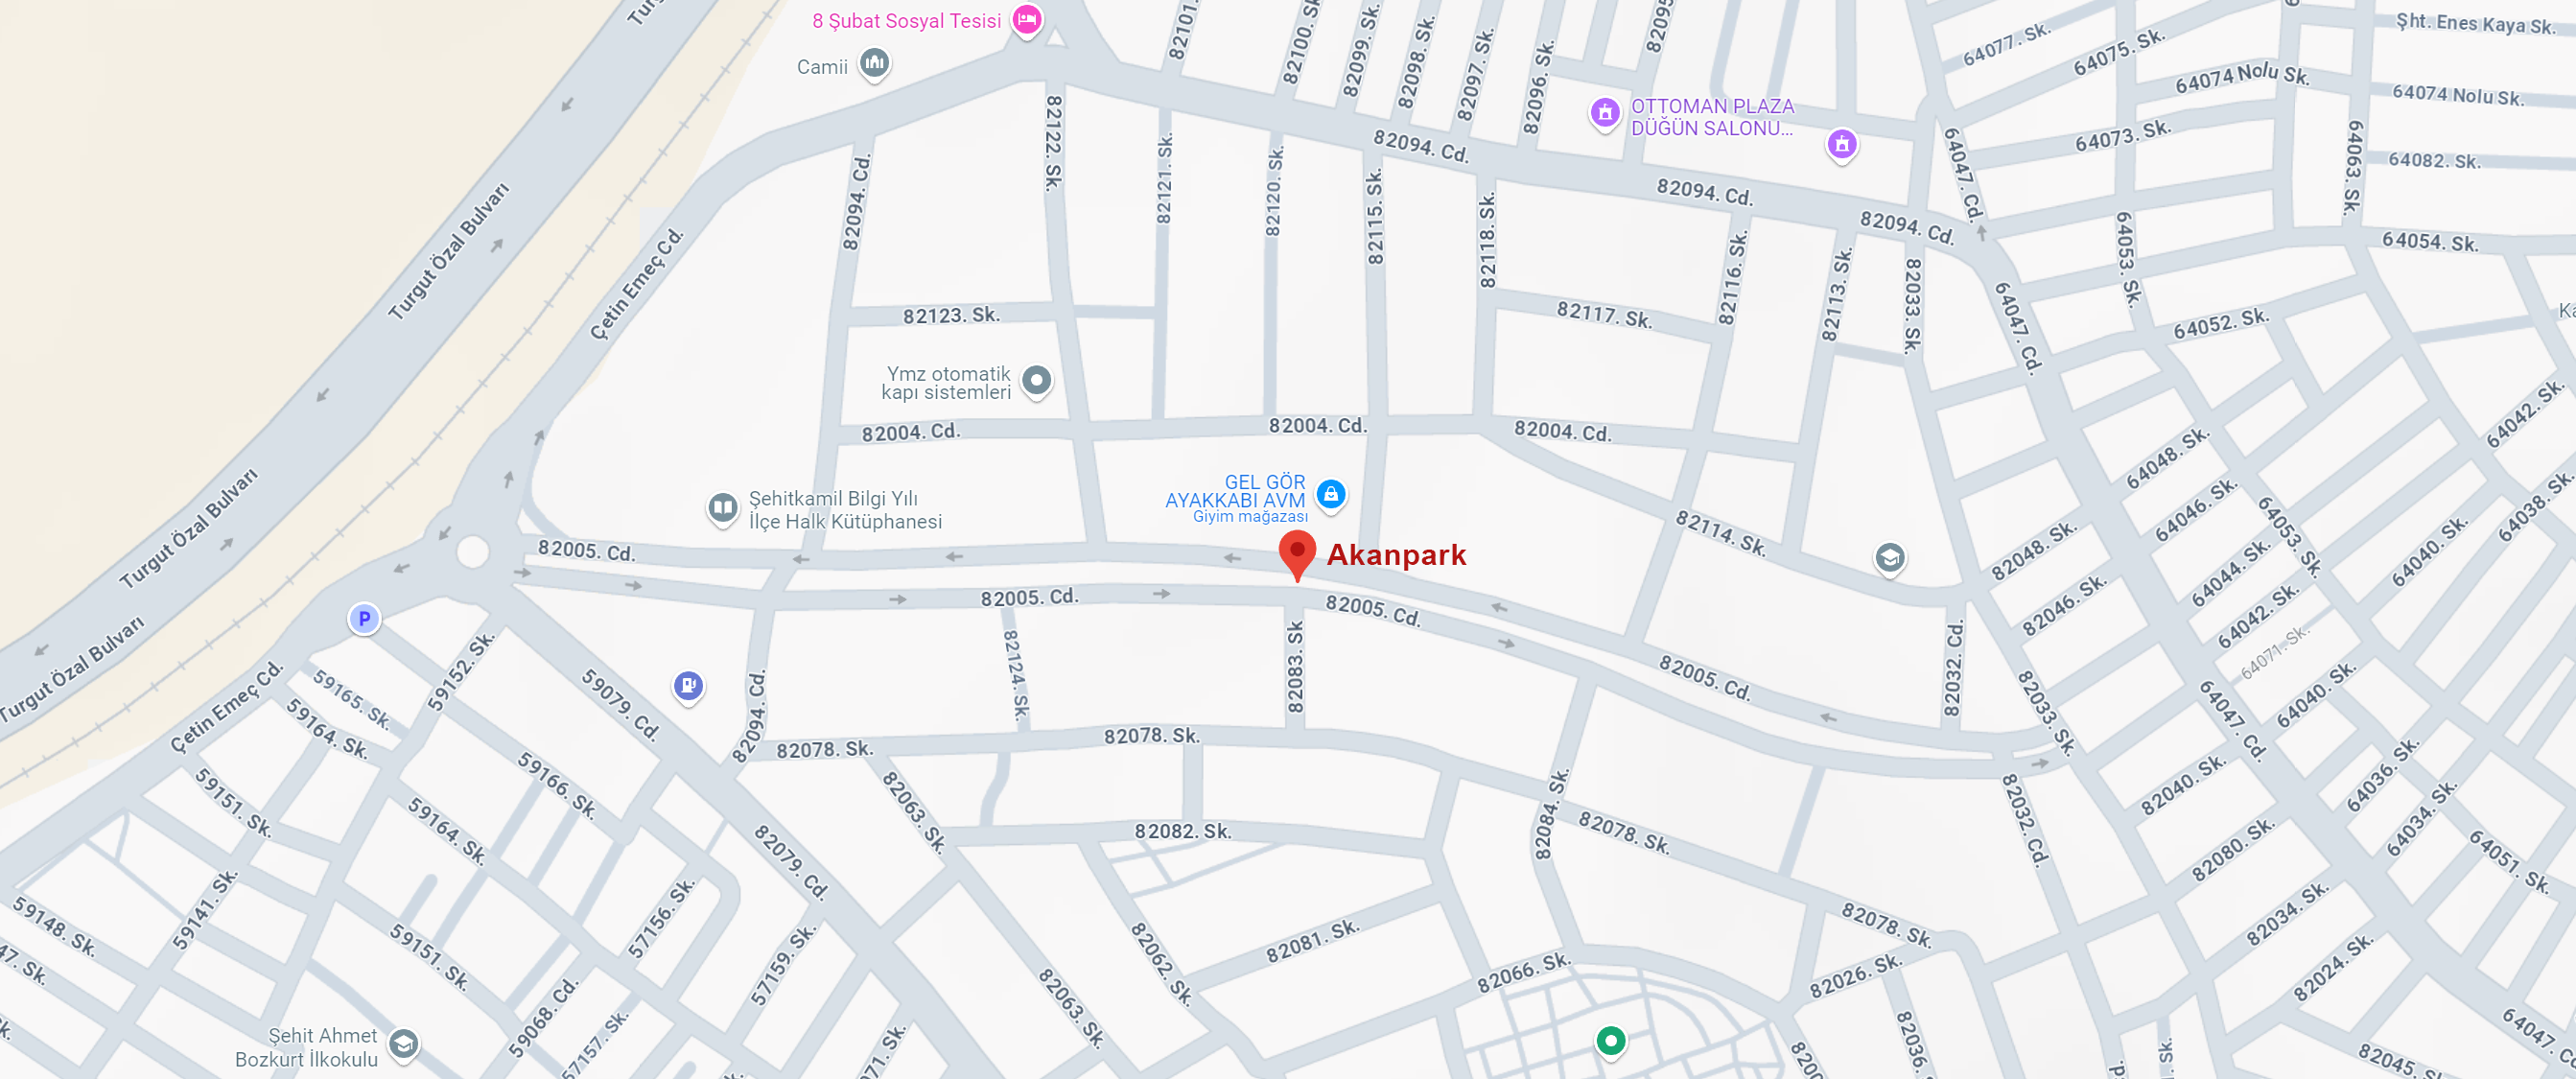 8 Şubat Sosyal Tesisi
Camii
Turgut Özal Bulvarı
Turgut Özal Bulvarı
Turgut Özal Bulvarı
Çetin Emeç Cd.
Çetin Emeç Cd.
82101.
82100.
82099. Sk.
82098. Sk.
82097. Sk.
82096. Sk.
82095
OTTOMAN PLAZA
DÜĞÜN SALONU...
64077. Sk.
64075. Sk.
Şht. Enes Kaya Sk.
64074 Nolu Sk.
64074 Nolu Sk.
64073. Sk.
64082. Sk.
64063. Sk.
64047. Cd.
64054. Sk.
64053. Sk.
64052. Sk.
64047. Cd.
82094. Cd.
82122. Sk.
82121. Sk.
82120. Sk.
82115. Sk.
82094. Cd.
82094. Cd.
82094. Cd.
82118. Sk.
82116. Sk.
82113. Sk.
82033. Sk.
82117. Sk.
82123. Sk.
Ymz otomatik
kapı sistemleri
82004. Cd.
82004. Cd.
82004. Cd.
GEL GÖR
AYAKKABI AVM
Giyim mağazası
Akanpark
Şehitkamil Bilgi Yılı
İlçe Halk Kütüphanesi
82005. Cd.
82005. Cd.
82005. Cd.
82005. Cd.
82114. Sk.
64042. Sk.
64048. Sk.
64046. Sk.
64053. Sk.
64038. Sk.
64040. Sk.
82048. Sk.
64044. Sk.
82046. Sk.
64042. Sk.
64071. Sk.
64040. Sk.
82032. Cd.
82033. Sk.
64047. Cd.
64036. Sk.
82040. Sk.
64034. Sk.
82080. Sk.
64051. Sk.
82034. Sk.
82024. Sk.
64047. Cd.
82045. Sk.
P
59152. Sk.
59165. Sk.
59164. Sk.
59079. Cd.
82094. Cd.
82124. Sk.
82083. Sk
82078. Sk.
82078. Sk.
82063. Sk.
82082. Sk.
82084. Sk.
82078. Sk.
82032. Cd.
59166. Sk.
59151. Sk.
59164. Sk.
82079. Cd.
59148. Sk.
59141. Sk.
59151. Sk.
57156. Sk.
57159. Sk.
82062. Sk.
82081. Sk.
82066. Sk.
82078. Sk.
82026. Sk.
82063. Sk.
82036.
47. Sk.
59068. Cd.
57157. Sk.
071. Sk.
Şehit Ahmet
Bozkurt İlkokulu